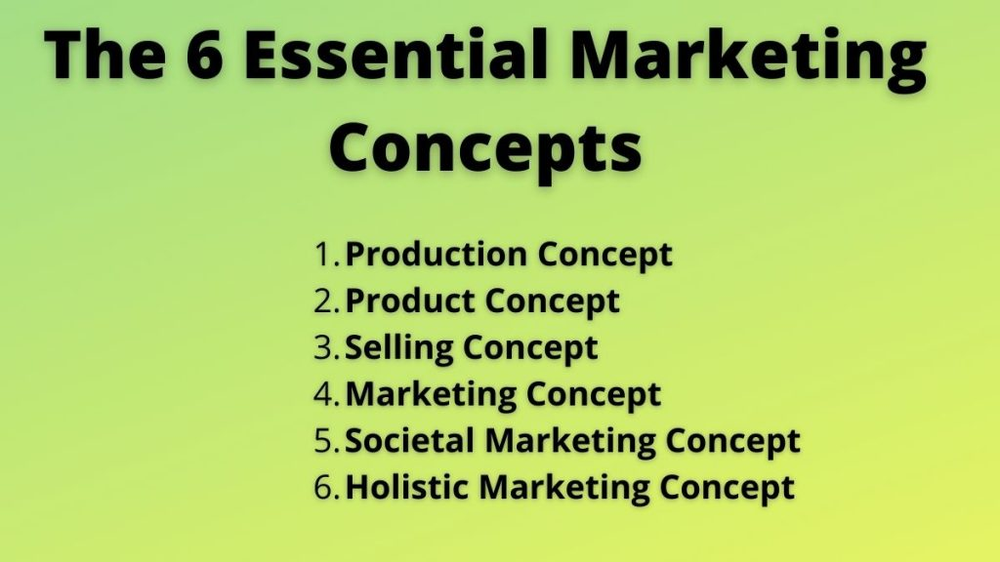 The 6 Essential Marketing
Concepts
1. Production Concept
2. Product Concept
3. Selling Concept
4. Marketing Concept
5. Societal Marketing Concept
6. Holistic Marketing Concept